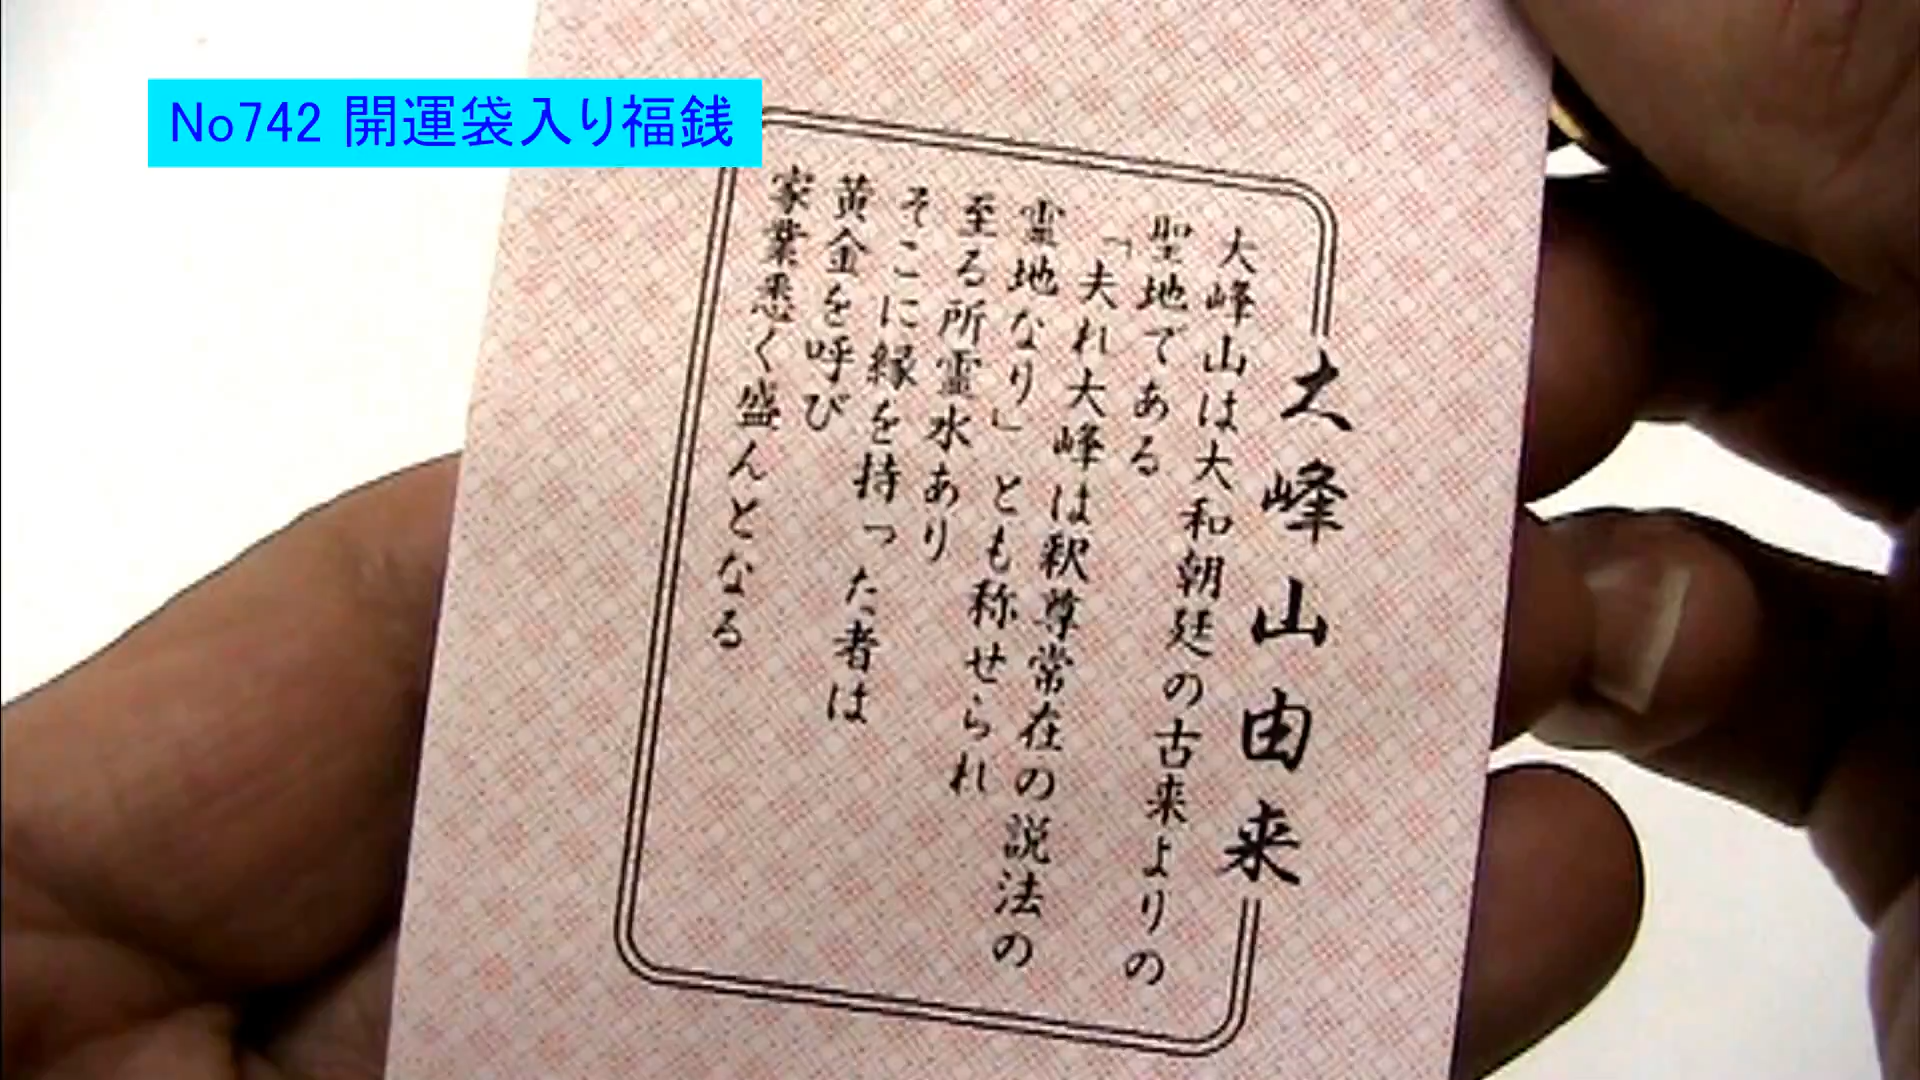 No742 開運袋入り福銭
大峰山由来
大峰山は大和朝廷の古来よりの
聖地である
「夫れ大峰は釈尊常在の説法の
霊地なり」とも称せられ
至る所霊水あり
そこに縁を持った者は
黄金を呼び
家業悉く盛んとなる